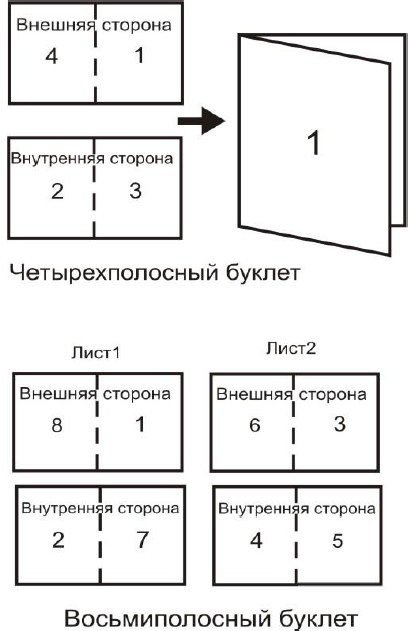 Внешняя сторона
4 1
1
Внутренняя сторона
2 3
Четырехполосный буклет
Лист1 Лист2
Внешняя сторона Внешняя сторона
8 1 6 3
Внутренняя сторона Внутренняя сторона
2 7 4 5
Восьмиполосный буклет